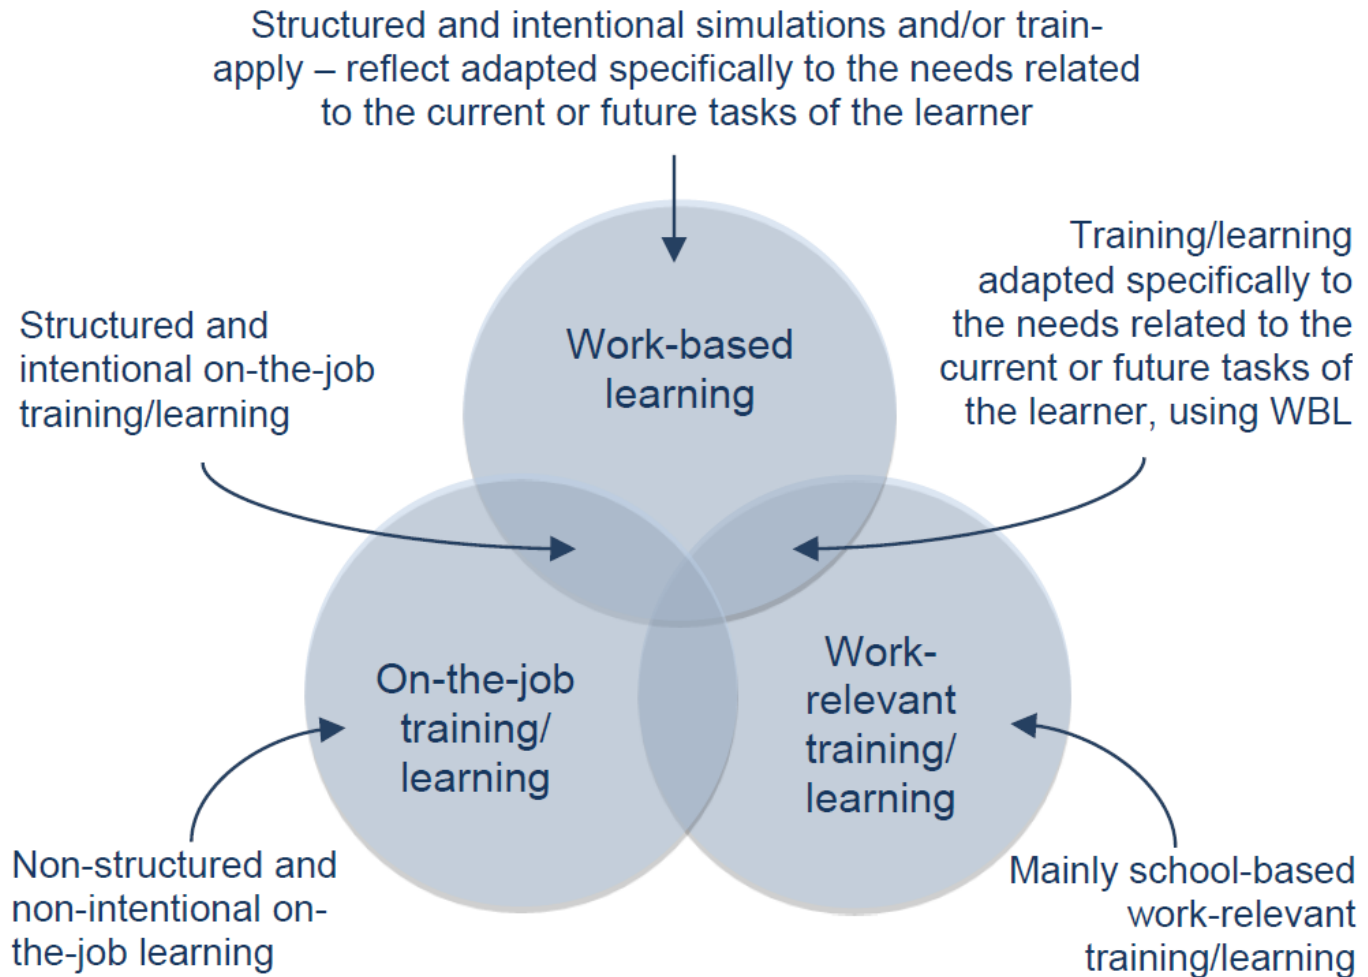 Structured and intentional simulations and/or train-
apply – reflect adapted specifically to the needs related
to the current or future tasks of the learner
Training/learning
adapted specifically to
the needs related to the
current or future tasks of
the learner, using WBL
Structured and
intentional on-the-job
training/learning
Work-based
learning
On-the-job
training/
learning
Work-
relevant
training/
learning
Non-structured and
non-intentional on-
the-job learning
Mainly school-based
work-relevant
training/learning